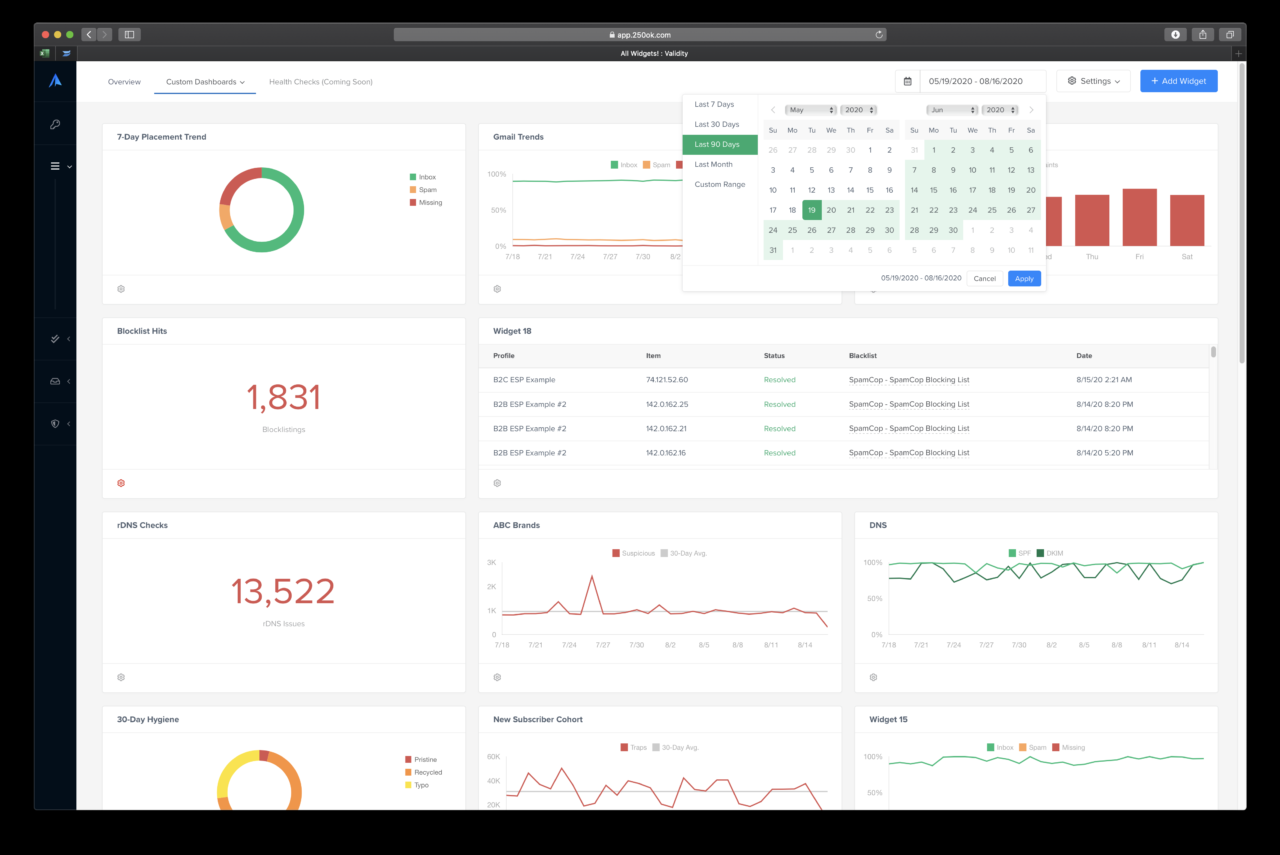 app.250ok.com
All Widgets! : Validity
Overview
Custom Dashboards
Health Checks (Coming Soon)
05/19/2020 - 08/16/2020
Settings
+ Add Widget
Last 7 Days
Last 30 Days
Last 90 Days
Last Month
Custom Range
May 2020
Su Mo Tu We Th Fr Sa
26 27 28 29 30 1 2
3 4 5 6 7 8 9
10 11 12 13 14 15 16
17 18 19 20 21 22 23
24 25 26 27 28 29 30
31 1 2 3 4 5 6
Jun 2020
Su Mo Tu We Th Fr Sa
31 1 2 3 4 5 6
7 8 9 10 11 12 13
14 15 16 17 18 19 20
21 22 23 24 25 26 27
28 29 30 1 2 3 4
5 6 7 8 9 10 11
05/19/2020 - 08/16/2020
Cancel
Apply
7-Day Placement Trend
Inbox
Spam
Missing
Gmail Trends
Inbox Spam
100%
50%
0%
7/18 7/21 7/24 7/27 7/30
Thu Fri Sat
Blocklist Hits
1,831
Blocklistings
Widget 18
Profile Item Status Blacklist Date
B2C ESP Example 74.121.52.60 Resolved SpamCop - SpamCop Blocking List 8/15/20 2:21 AM
B2B ESP Example #2 142.0.162.25 Resolved SpamCop - SpamCop Blocking List 8/14/20 8:20 PM
B2B ESP Example #2 142.0.162.21 Resolved SpamCop - SpamCop Blocking List 8/14/20 8:20 PM
B2B ESP Example #2 142.0.162.16 Resolved SpamCop - SpamCop Blocking List 8/14/20 5:20 PM
rDNS Checks
13,522
rDNS Issues
ABC Brands
Suspicious 30-Day Avg.
3K
2K
1K
0
7/18 7/21 7/24 7/27 7/30 8/2 8/5 8/8 8/11 8/14
DNS
SPF DKIM
100%
50%
0%
7/18 7/21 7/24 7/27 7/30 8/2 8/5 8/8 8/11 8/14
30-Day Hygiene
Pristine
Recycled
Typo
New Subscriber Cohort
Traps 30-Day Avg.
60K
40K
20K
Widget 15
Inbox Spam Missing
100%
50%